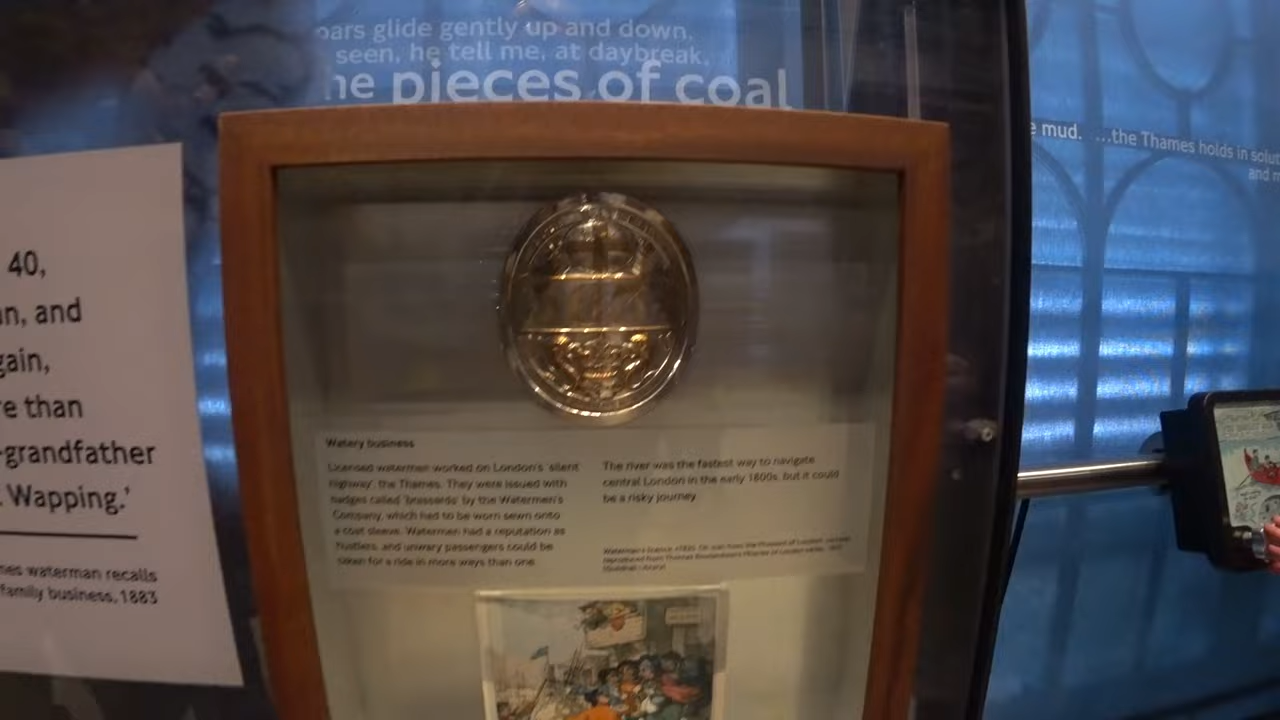 oars glide gently up and down.
seen, he tell me, at daybreak,
he pieces of coal
e mud. ...the Thames holds in solut
and m
40,
an, and
gain,
re than
-grandfather
Wapping.'
mes waterman recalls
family business, 1883
Watery business
Licensed watermen worked on London's 'silent
highway', the Thames. They were issued with
badges called 'brassards' by the Watermen's
Company, which had to be worn sewn onto
a coat sleeve. Watermen had a reputation as
hustlers, and unwary passengers could be
taken for a ride in more ways than one.
The river was the fastest way to navigate
central London in the early 1800s, but it could
be a risky journey.